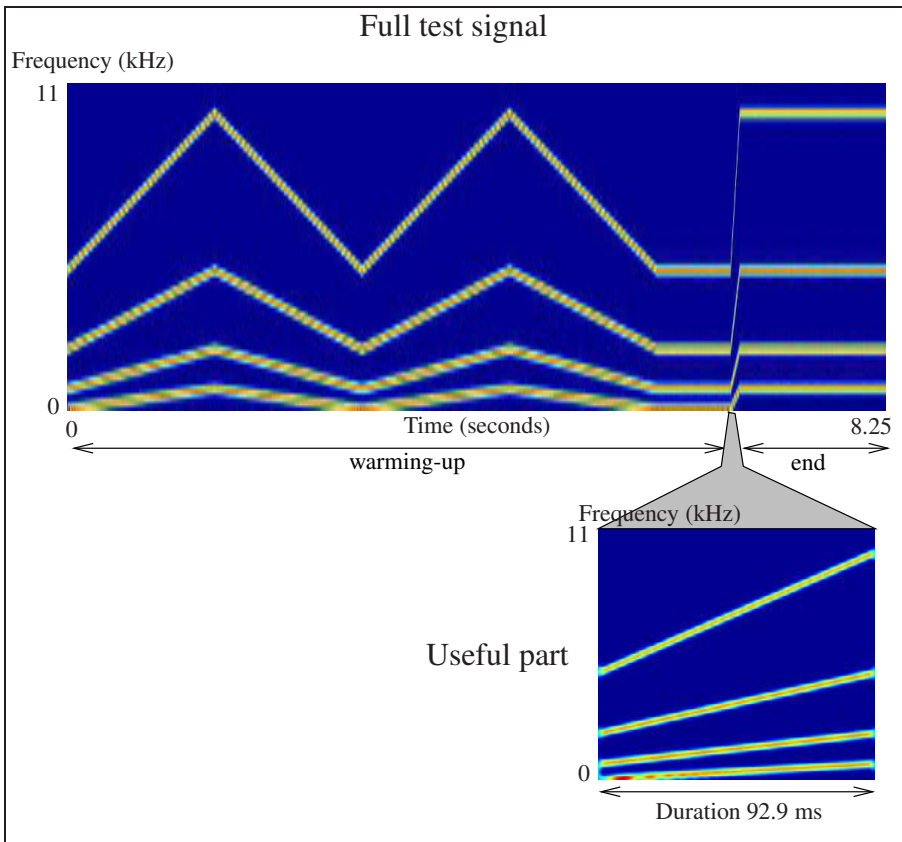 Full test signal
Frequency (kHz)
11
0
0
Time (seconds)
8.25
warming-up
end
Frequency (kHz)
11
Useful part
0
Duration 92.9 ms